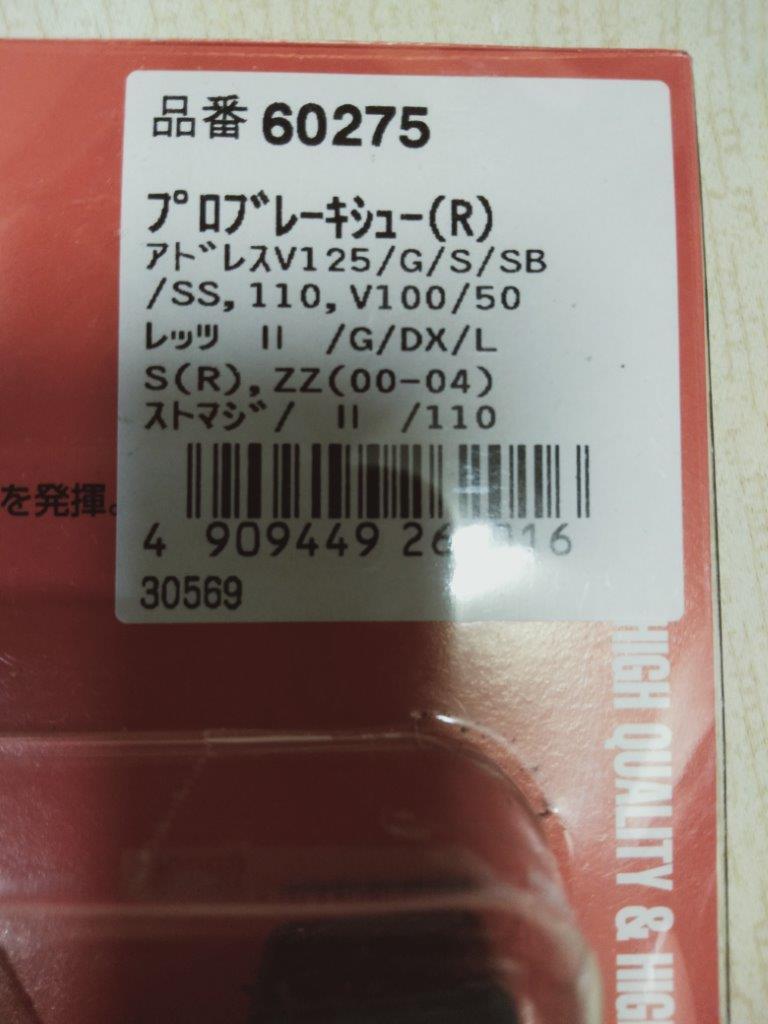 品番 60275
プロブレーキシュー(R)
アドレスV125/G/S/SB
/SS,110,V100/50
レッツ II /G/DX/L
S(R),ZZ(00-04)
ストマジ/ II /110
を発揮。
4 909449
30569
HIGH QUALITY & HIG